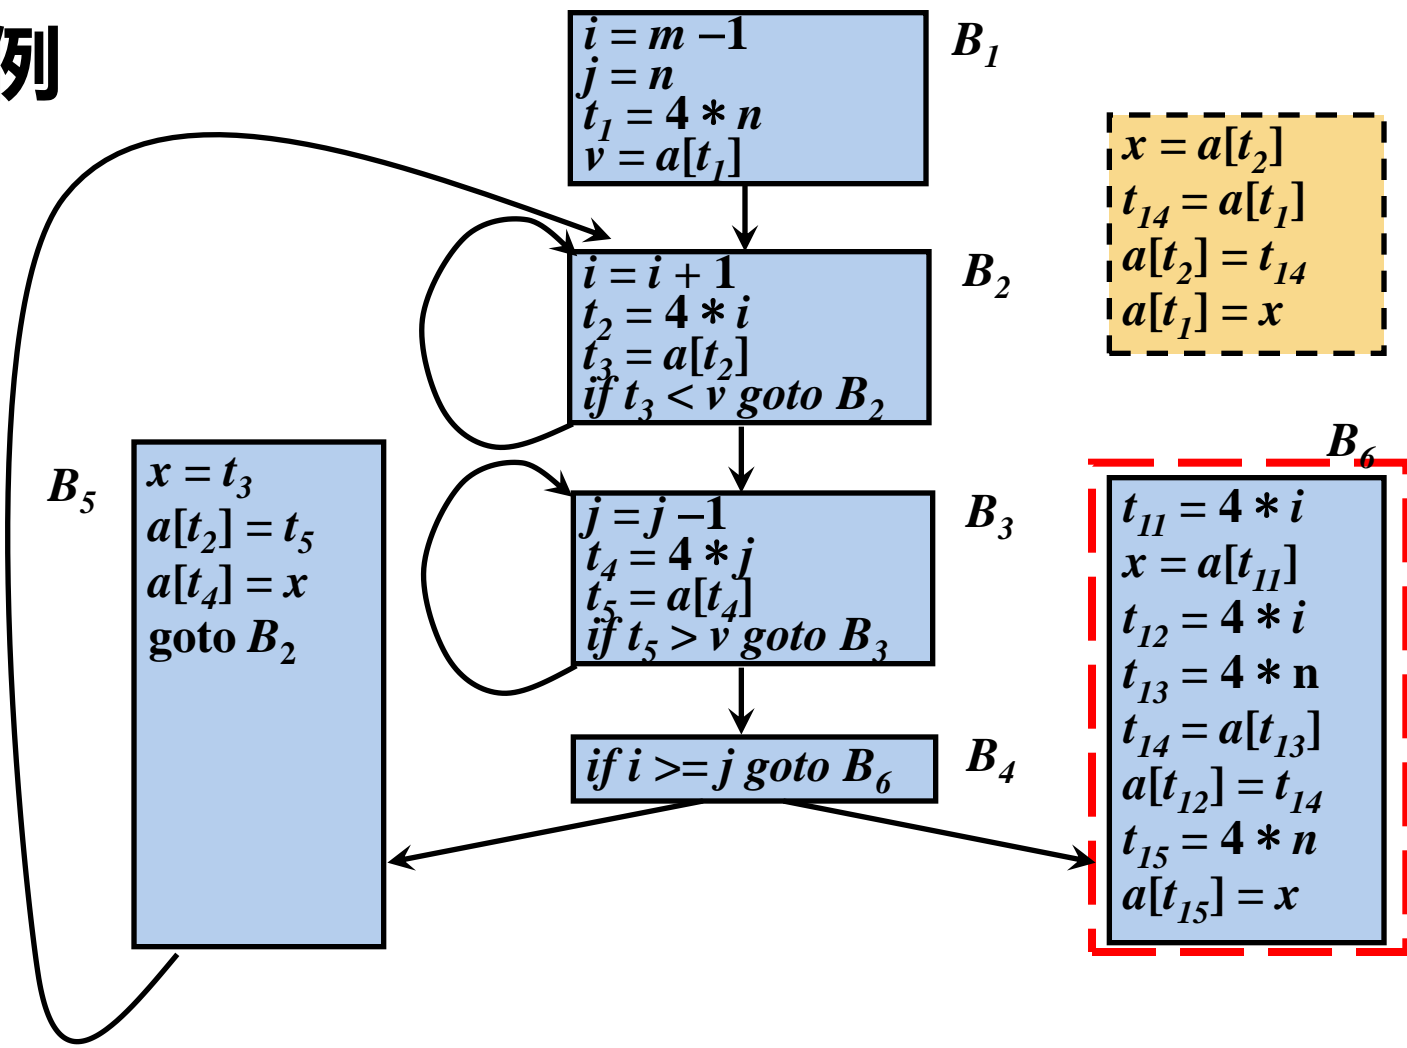 例
i = m −1
j = n
t1 = 4 * n
v = a[t1]
B1
i = i + 1
t2 = 4 * i
t3 = a[t2]
if t3 < v goto B2
B2
j = j −1
t4 = 4 * j
t5 = a[t4]
if t5 > v goto B3
B3
if i >= j goto B6
B4
B5
x = t3
a[t2] = t5
a[t4] = x
goto B2
x = a[t2]
t14 = a[t1]
a[t2] = t14
a[t1] = x
B6
t11 = 4 * i
x = a[t11]
t12 = 4 * i
t13 = 4 * n
t14 = a[t13]
a[t12] = t14
t15 = 4 * n
a[t15] = x